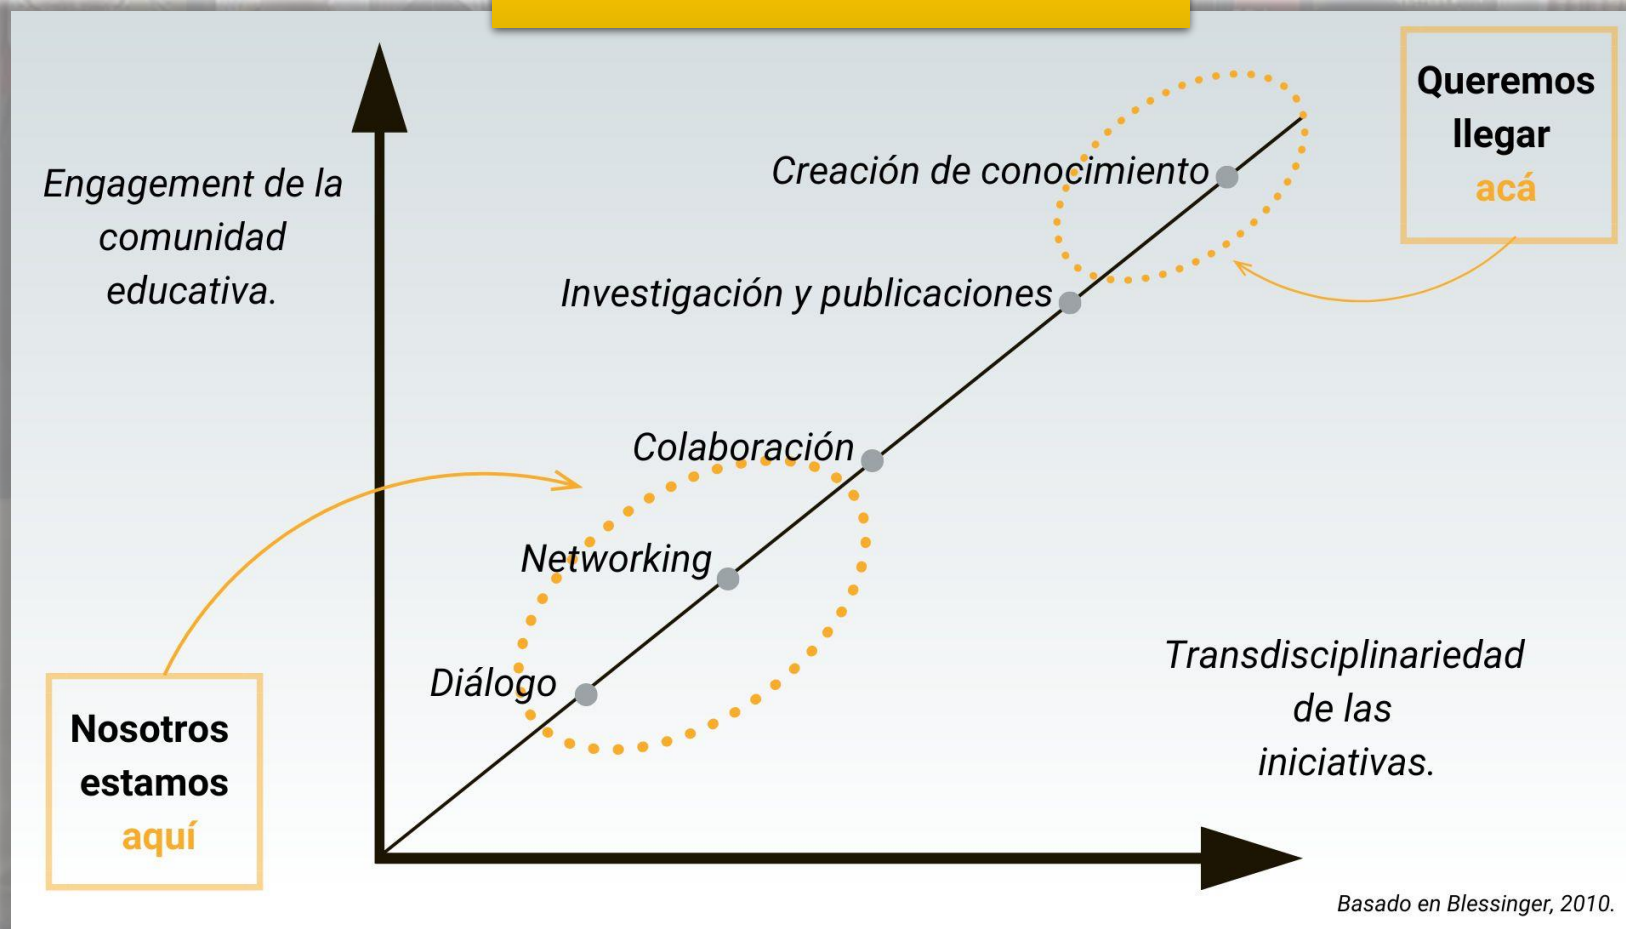 Queremos
llegar
acá
Engagement de la
comunidad
educativa.
Creación de conocimiento
Investigación y publicaciones
Colaboración
Networking
Diálogo
Transdisciplinariedad
de las
iniciativas.
Nosotros
estamos
aquí
Basado en Blessinger, 2010.